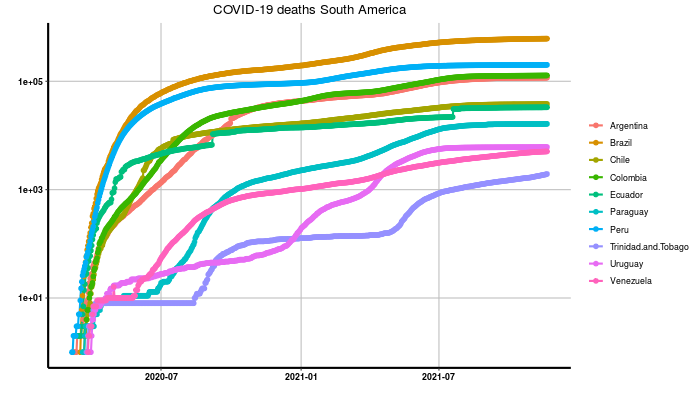 COVID-19 deaths South America
1e+05
1e+03
1e+01
2020-07
2021-01
2021-07
Argentina
Brazil
Chile
Colombia
Ecuador
Paraguay
Peru
Trinidad.and.Tobago
Uruguay
Venezuela